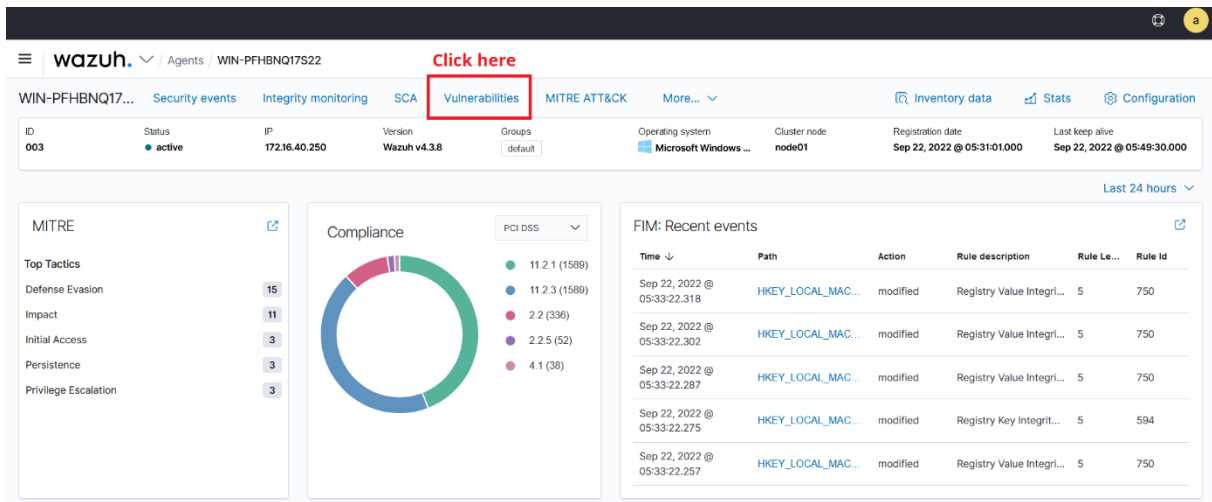 a
wazuh. / Agents / WIN-PFHBNQ17S22
Click here
WIN-PFHBNQ17... Security events Integrity monitoring SCA Vulnerabilities MITRE ATT&CK More... Inventory data Stats Configuration
ID Status IP Version Groups Operating system Cluster node Registration date Last keep alive
003 active 172.16.40.250 Wazuh v4.3.8 default Microsoft Windows ... node01 Sep 22, 2022 @ 05:31:01.000 Sep 22, 2022 @ 05:49:30.000
Last 24 hours
MITRE
Top Tactics
Defense Evasion 15
Impact 11
Initial Access 3
Persistence 3
Privilege Escalation 3
Compliance PCI DSS
11.2.1 (1589)
11.2.3 (1589)
2.2 (336)
2.2.5 (52)
4.1 (38)
FIM: Recent events
Time ↓ Path Action Rule description Rule Le... Rule Id
Sep 22, 2022 @
05:33:22.318 HKEY_LOCAL_MAC... modified Registry Value Integri... 5 750
Sep 22, 2022 @
05:33:22.302 HKEY_LOCAL_MAC... modified Registry Value Integri... 5 750
Sep 22, 2022 @
05:33:22.287 HKEY_LOCAL_MAC... modified Registry Value Integri... 5 750
Sep 22, 2022 @
05:33:22.275 HKEY_LOCAL_MAC... modified Registry Key Integrit... 5 594
Sep 22, 2022 @
05:33:22.257 HKEY_LOCAL_MAC... modified Registry Value Integri... 5 750